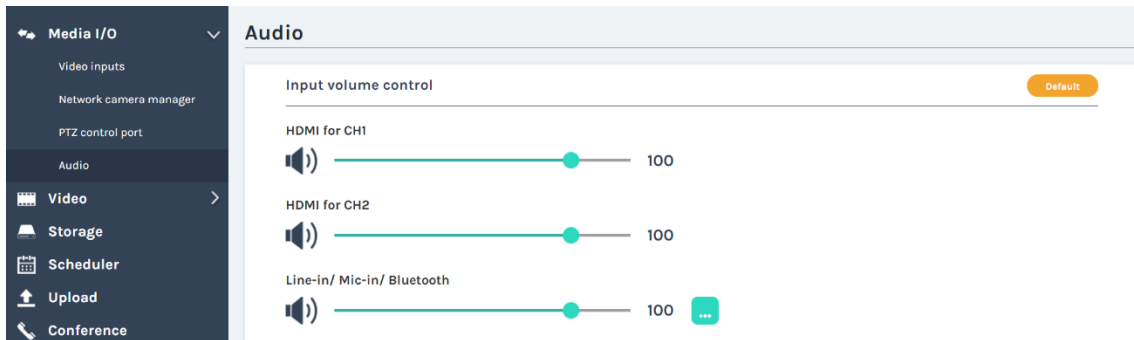 Media I/O
Video inputs
Network camera manager
PTZ control port
Audio
Video
Storage
Scheduler
Upload
Conference
Audio
Input volume control
Default
HDMI for CH1
100
HDMI for CH2
100
Line-in/ Mic-in/ Bluetooth
100
...